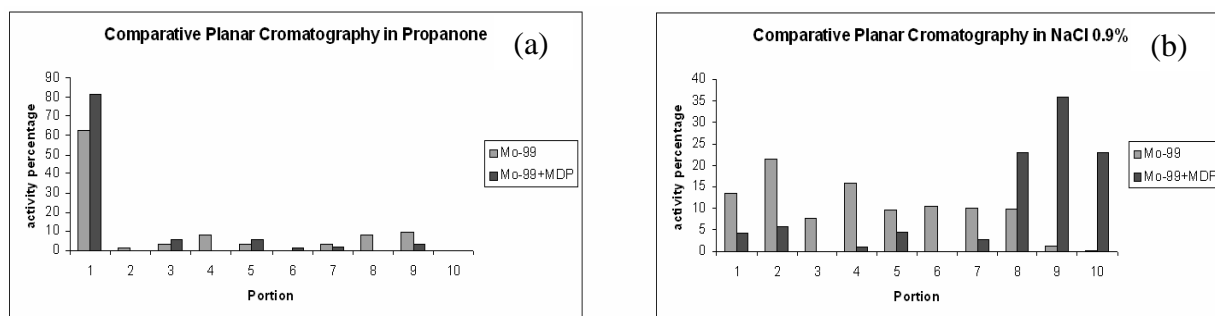 Comparative Planar Cromatography in Propanone
(a)
activity percentage
90
80
70
60
50
40
30
20
10
0
1 2 3 4 5 6 7 8 9 10
Portion
Mo-99
Mo-99+MDP
Comparative Planar Cromatography in NaCl 0.9%
(b)
activity percentage
40
35
30
25
20
15
10
5
0
1 2 3 4 5 6 7 8 9 10
Portion
Mo-99
Mo-99+MDP